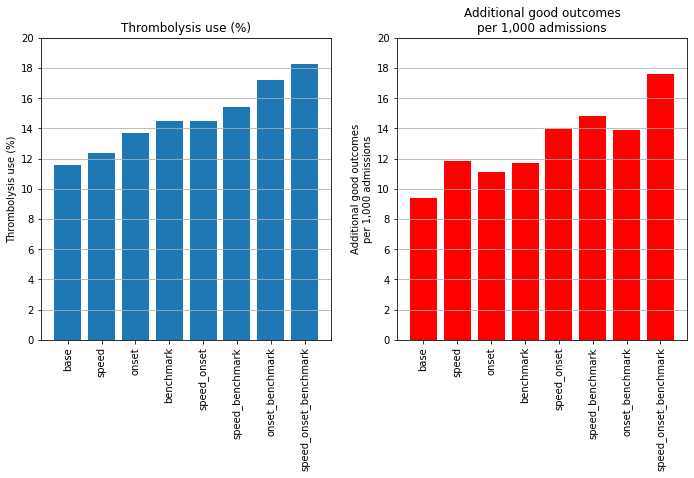 Thrombolysis use (%)
Thrombolysis use (%)
20
18
16
14
12
10
8
6
4
2
0
base
speed
onset
benchmark
speed_onset
speed_benchmark
onset_benchmark
speed_onset_benchmark
Additional good outcomes
per 1,000 admissions
Additional good outcomes
per 1,000 admissions
20
18
16
14
12
10
8
6
4
2
0
base
speed
onset
benchmark
speed_onset
speed_benchmark
onset_benchmark
speed_onset_benchmark